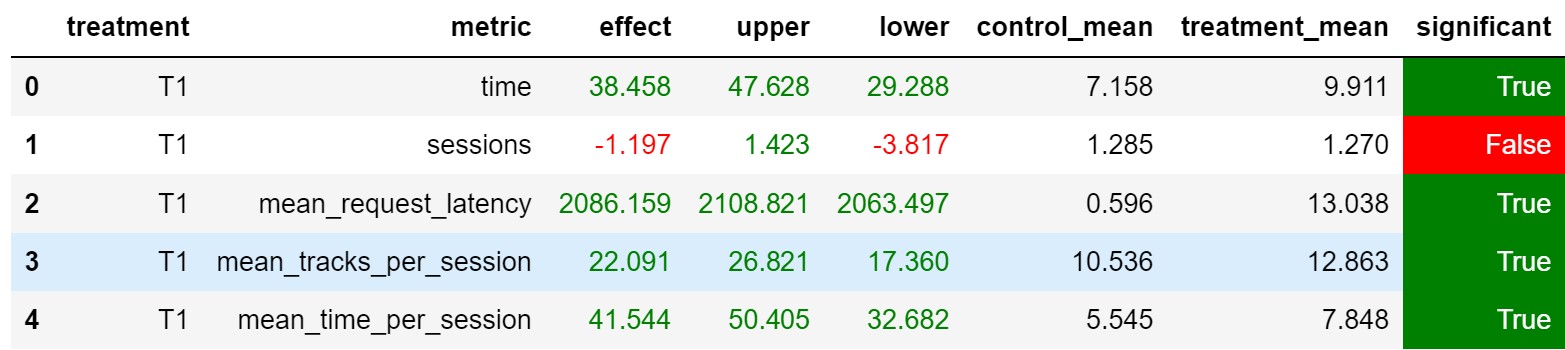 treatment metric effect upper lower control_mean treatment_mean significant
0 T1 time 38.458 47.628 29.288 7.158 9.911 True
1 T1 sessions -1.197 1.423 -3.817 1.285 1.270 False
2 T1 mean_request_latency 2086.159 2108.821 2063.497 0.596 13.038 True
3 T1 mean_tracks_per_session 22.091 26.821 17.360 10.536 12.863 True
4 T1 mean_time_per_session 41.544 50.405 32.682 5.545 7.848 True